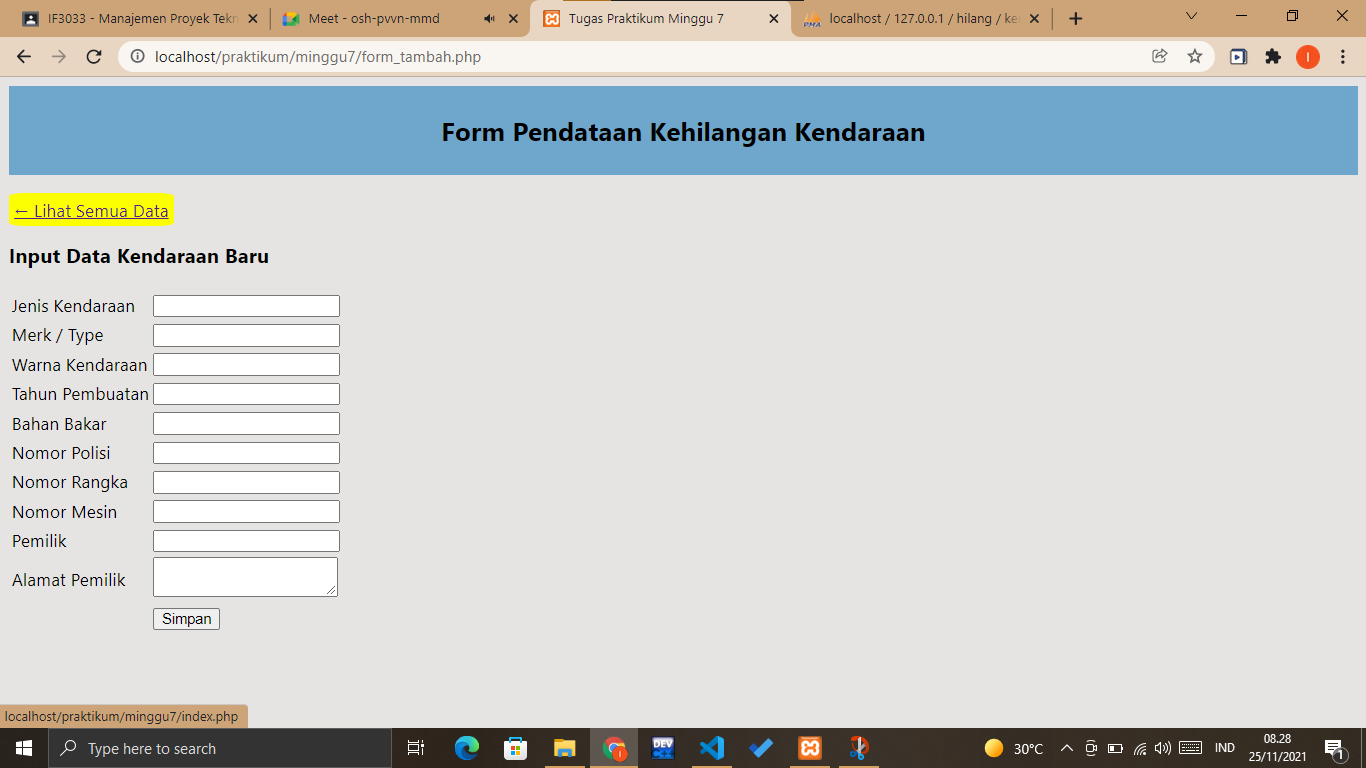 IF3033 - Manajemen Proyek Tekn
Meet - osh-pvvn-mmd
Tugas Praktikum Minggu 7
localhost / 127.0.0.1 / hilang / ke
localhost/praktikum/minggu7/form_tambah.php
I
Form Pendataan Kehilangan Kendaraan
← Lihat Semua Data
Input Data Kendaraan Baru
Jenis Kendaraan
Merk / Type
Warna Kendaraan
Tahun Pembuatan
Bahan Bakar
Nomor Polisi
Nomor Rangka
Nomor Mesin
Pemilik
Alamat Pemilik
Simpan
localhost/praktikum/minggu7/index.php
Type here to search
DEV
30°C
IND
08.28
25/11/2021
1